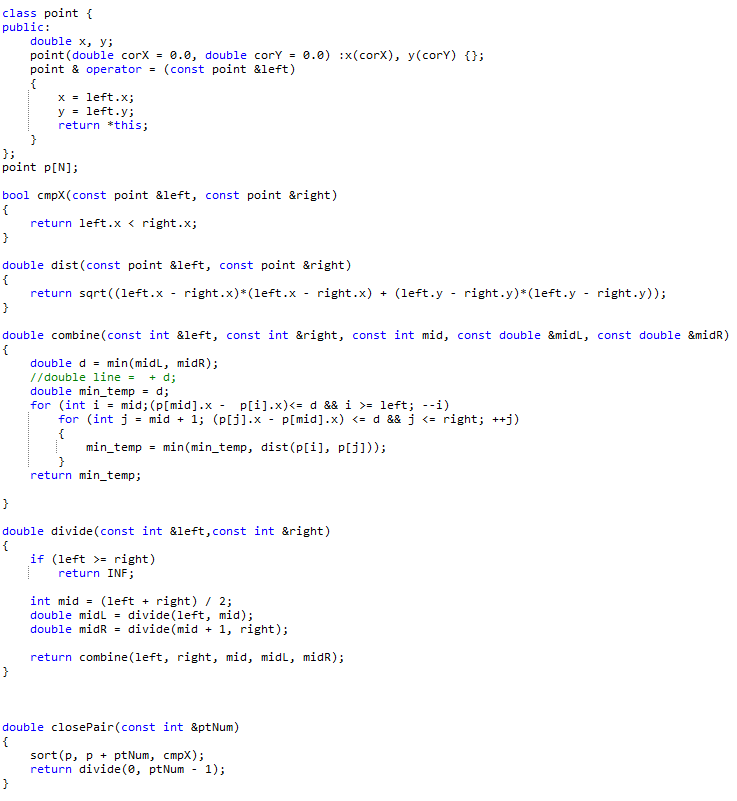 class point {
public:
    double x, y;
    point(double corX = 0.0, double corY = 0.0) :x(corX), y(corY) {};
    point & operator = (const point &left)
    {
        x = left.x;
        y = left.y;
        return *this;
    }
};
point p[N];

bool cmpX(const point &left, const point &right)
{
    return left.x < right.x;
}

double dist(const point &left, const point &right)
{
    return sqrt((left.x - right.x)*(left.x - right.x) + (left.y - right.y)*(left.y - right.y));
}

double combine(const int &left, const int &right, const int mid, const double &midL, const double &midR)
{
    double d = min(midL, midR);
    //double line =  + d;
    double min_temp = d;
    for (int i = mid;(p[mid].x -  p[i].x)<= d && i >= left; --i)
        for (int j = mid + 1; (p[j].x - p[mid].x) <= d && j <= right; ++j)
        {
            min_temp = min(min_temp, dist(p[i], p[j]));
        }
    return min_temp;

}

double divide(const int &left,const int &right)
{
    if (left >= right)
        return INF;

    int mid = (left + right) / 2;
    double midL = divide(left, mid);
    double midR = divide(mid + 1, right);

    return combine(left, right, mid, midL, midR);
}

double closePair(const int &ptNum)
{
    sort(p, p + ptNum, cmpX);
    return divide(0, ptNum - 1);
}